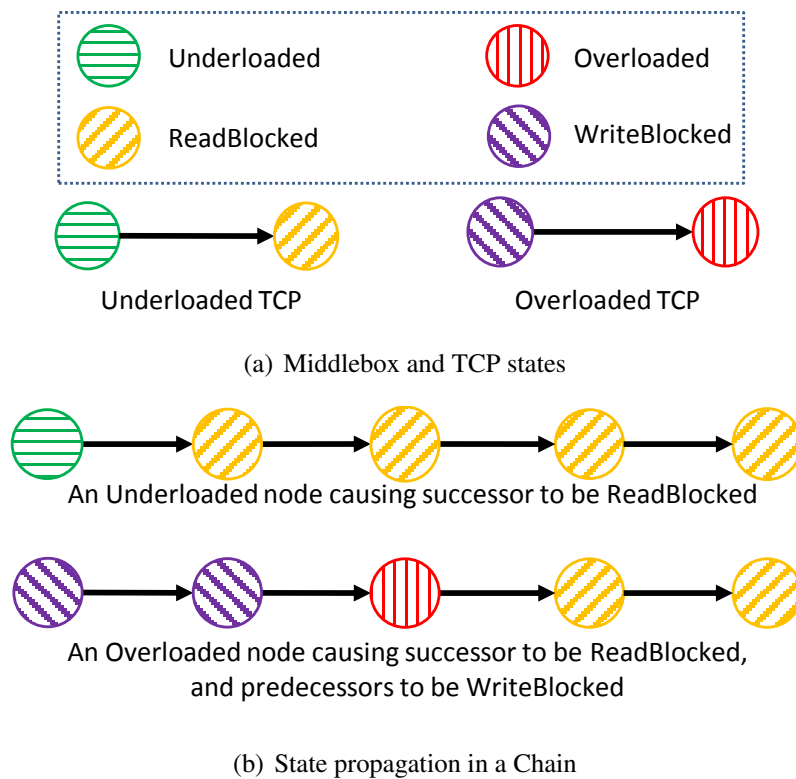 Underloaded
Overloaded
ReadBlocked
WriteBlocked
Underloaded TCP
Overloaded TCP
(a) Middlebox and TCP states
An Underloaded node causing successor to be ReadBlocked
An Overloaded node causing successor to be ReadBlocked,
and predecessors to be WriteBlocked
(b) State propagation in a Chain